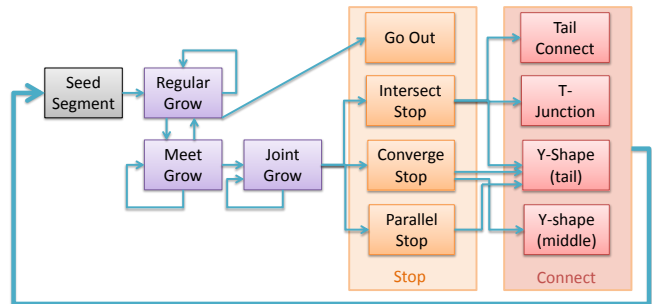 Seed
Segment
Regular
Grow
Meet
Grow
Joint
Grow
Go Out
Intersect
Stop
Converge
Stop
Parallel
Stop
Stop
Tail
Connect
T-
Junction
Y-Shape
(tail)
Y-shape
(middle)
Connect